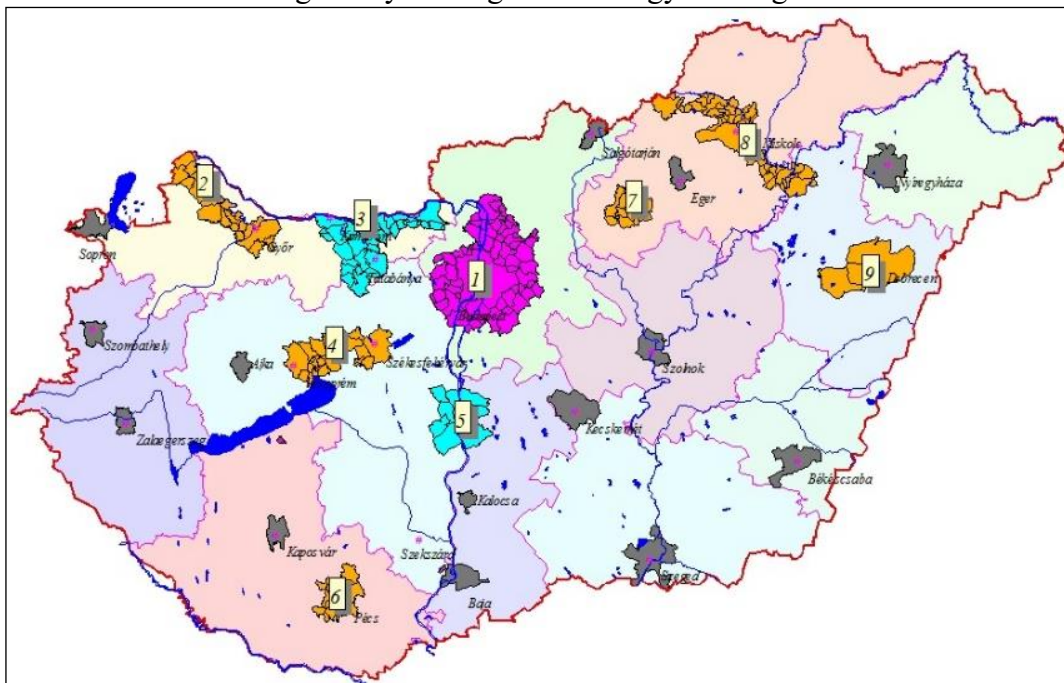 Salgótarján
8
Miskolc
Nyíregyháza
2
7
Eger
3
Sopron
Győr
Tatabánya
1
9
Debrecen
Budapest
Szombathely
Ajka
4
Székesfehérvár
Szolnok
5
Kecskemét
Zalaegerszeg
Békéscsaba
Kalocsa
Kaposvár
Szekszárd
6
Pécs
Baja
Szeged